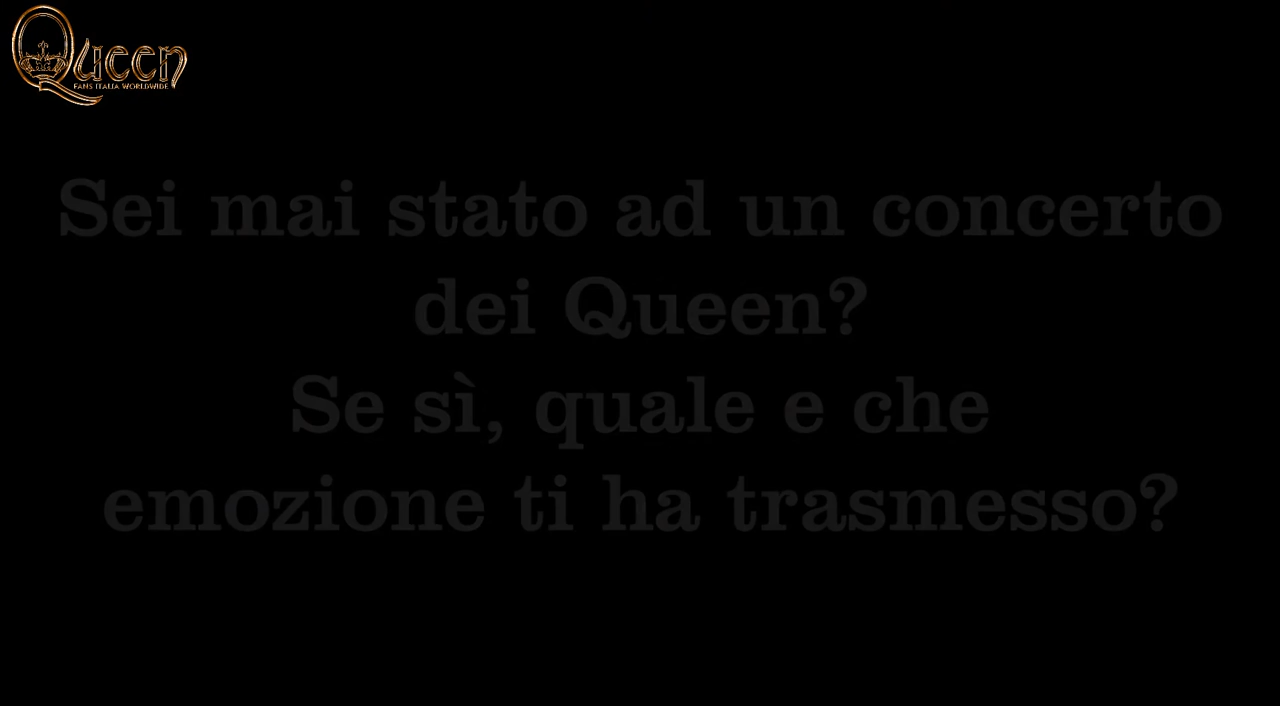 Queen
FANS ITALIA WORLDWIDE
Sei mai stato ad un concerto
dei Queen?
Se sì, quale e che
emozione ti ha trasmesso?